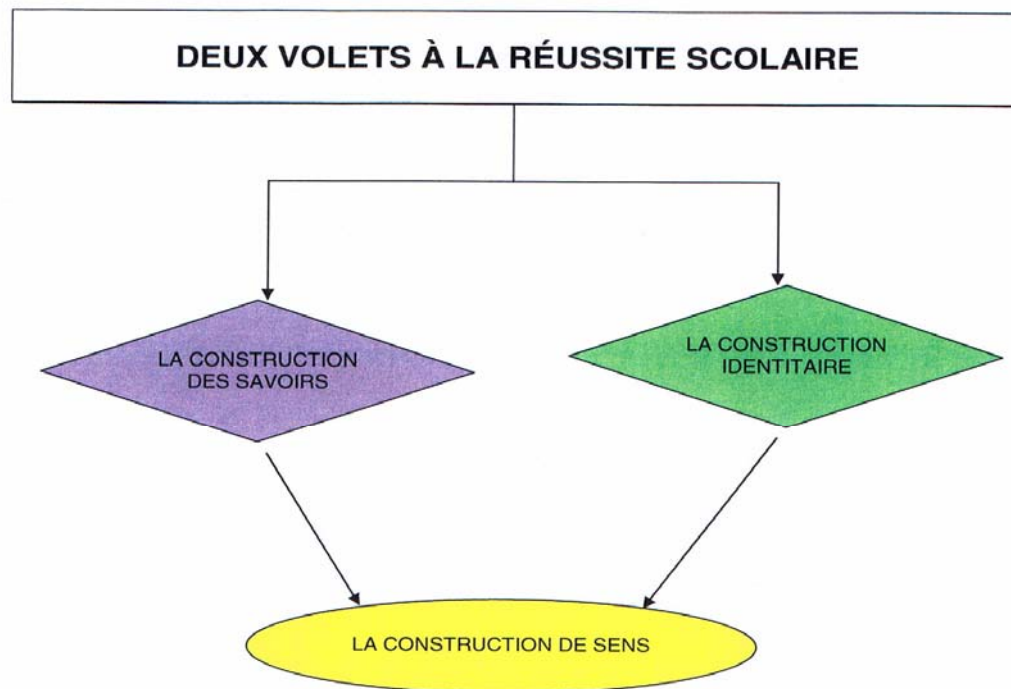 DEUX VOLETS À LA RÉUSSITE SCOLAIRE
LA CONSTRUCTION
DES SAVOIRS
LA CONSTRUCTION
IDENTITAIRE
LA CONSTRUCTION DE SENS